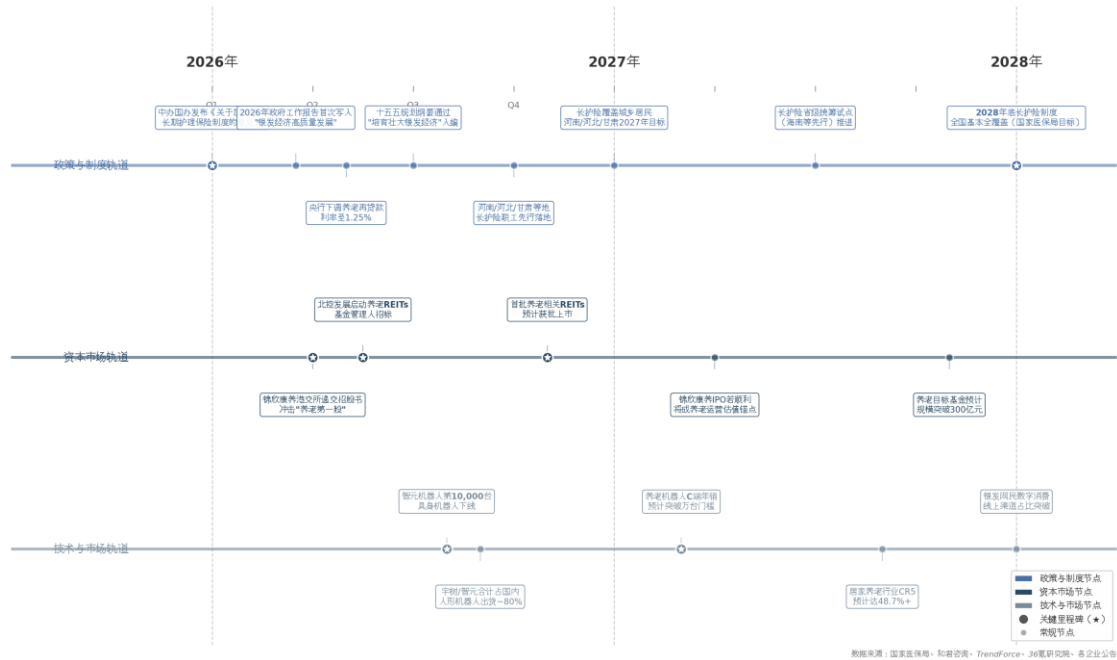 2026年
2027年
2028年
Q1
Q2
Q3
Q4
中办国办发布《关于
长期护理保险制度的
2026年政府工作报告首次写入
"银发经济高质量发展"
十五五规划纲要通过
"培育壮大银发经济"入编
长护险覆盖城乡居民
河南/河北/甘肃2027年目标
长护险省级统筹试点
（海南等先行）推进
2028年底长护险制度
全国基本全覆盖（国家医保局目标）
政策与制度轨道
央行下调养老再贷款
利率至1.25%
河南/河北/甘肃等地
长护险职工先行落地
北控发展启动养老REITs
基金管理人招标
首批养老相关REITs
预计获批上市
资本市场轨道
锦欣康养港交所递交招股书
冲击"养老第一股"
锦欣康养IPO若顺利
将成养老运营估值锚点
养老目标基金预计
规模突破300亿元
智元机器人第10,000台
具身机器人下线
养老机器人C端年销
预计突破万台门槛
银发网民数字消费
线上渠道占比突破
技术与市场轨道
宇树/智元合计占国内
人形机器人出货~80%
居家养老行业CR5
预计达48.7%+
政策与制度节点
资本市场节点
技术与市场节点
关键里程碑（★）
常规节点
数据来源：国家医保局、和君咨询、TrendForce、36氪研究院、各企业公告